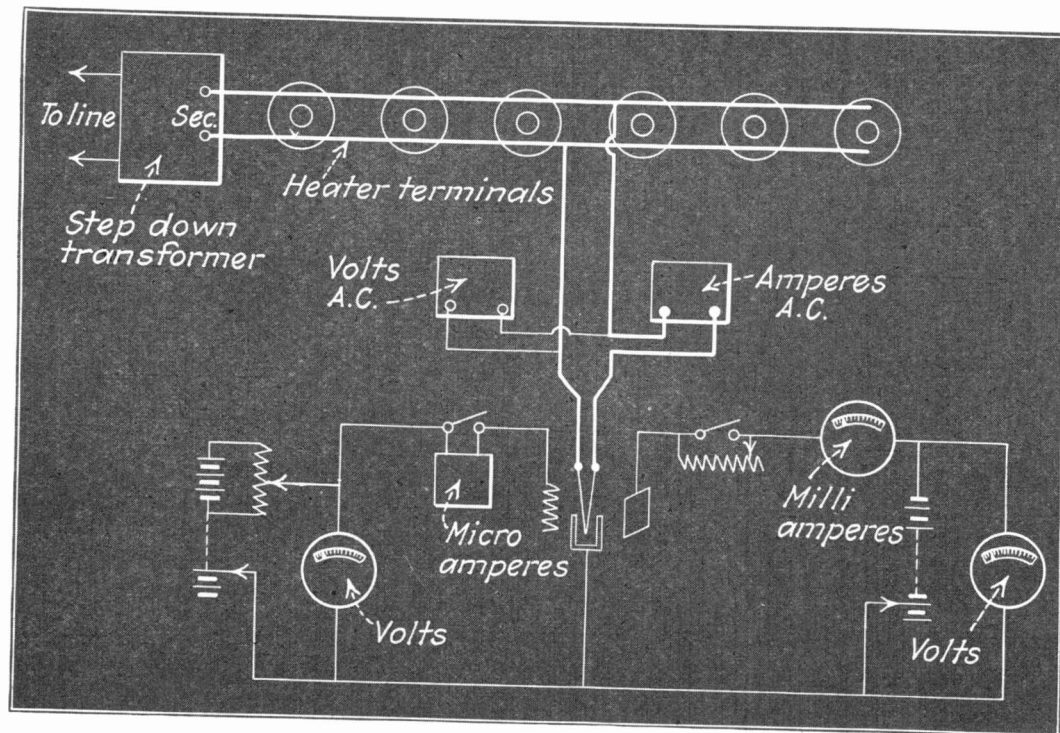 To line
Sec.
Heater terminals
Step down
transformer
Volts
A.C.
Amperes
A.C.
Micro
amperes
Milli
amperes
Volts
Volts